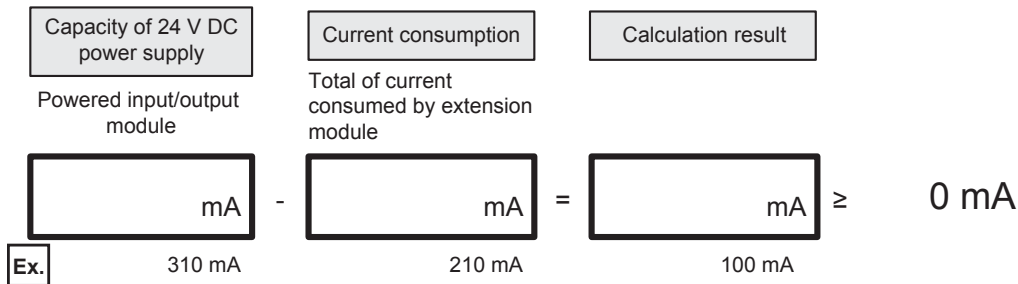 Capacity of 24 V DC
power supply
Current consumption
Calculation result
Powered input/output
module
Total of current
consumed by extension
module
mA - mA = mA ≥ 0 mA
Ex. 310 mA 210 mA 100 mA